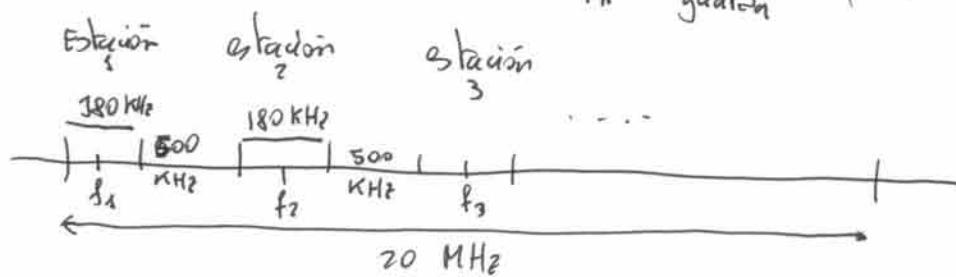 guarda
Estación estación estación
1 2 3
180 KHz 180 KHz . . . .
500 500
KHz KHz
f1 f2 f3
20 MHz